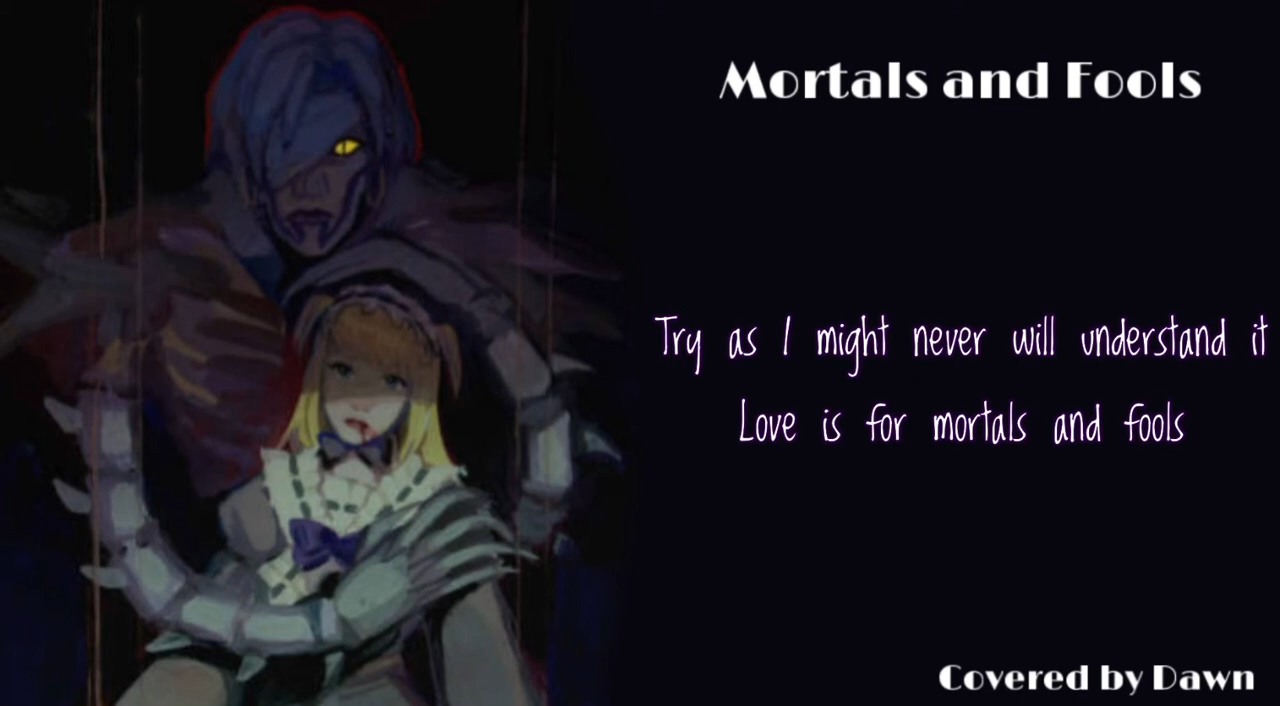 Mortals and Fools
Try as I might never will understand it
Love is for mortals and fools
Covered by Dawn